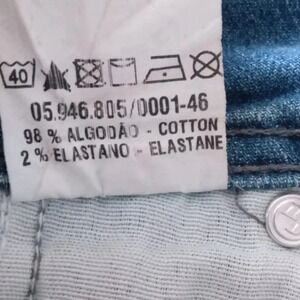 40
05.946.805/0001-46
98 % ALGODÃO - COTTON
2 % ELASTANO - ELASTANE